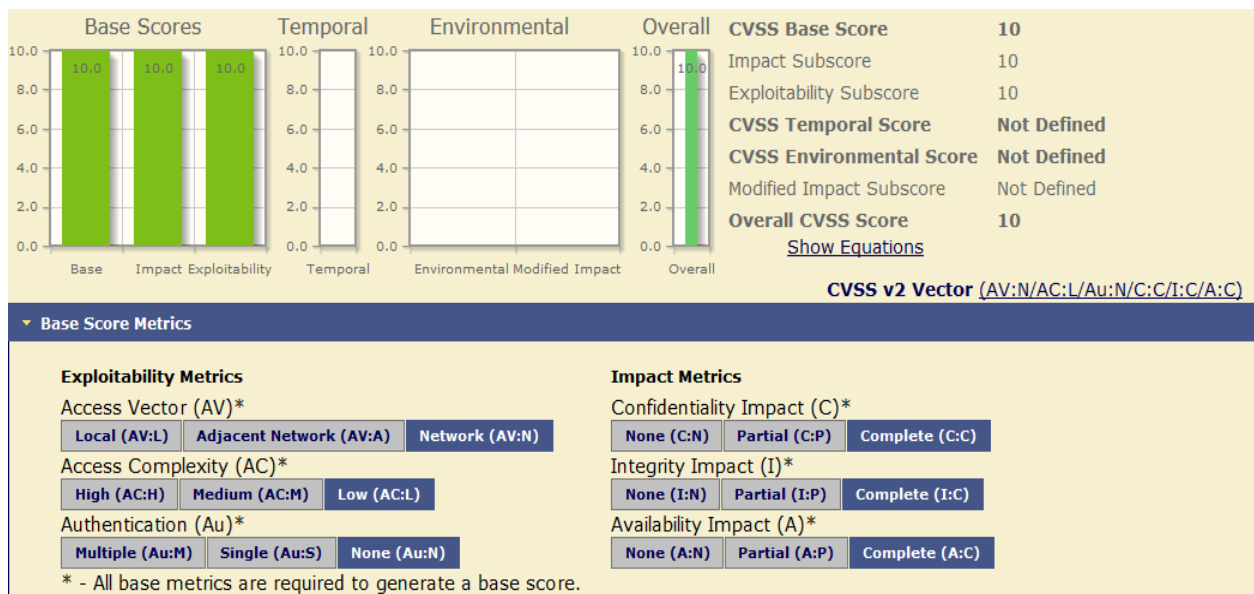 Base Scores
Temporal
Environmental
Overall
10.0 10.0 10.0 10.0
8.0 8.0 8.0 8.0
6.0 6.0 6.0 6.0
4.0 4.0 4.0 4.0
2.0 2.0 2.0 2.0
0.0 0.0 0.0 0.0
10.0 10.0 10.0
10.0
Base Impact Exploitability
Temporal
Environmental Modified Impact
Overall
CVSS Base Score 10
Impact Subscore 10
Exploitability Subscore 10
CVSS Temporal Score Not Defined
CVSS Environmental Score Not Defined
Modified Impact Subscore Not Defined
Overall CVSS Score 10
Show Equations
CVSS v2 Vector (AV:N/AC:L/Au:N/C:C/I:C/A:C)
Base Score Metrics
Exploitability Metrics
Access Vector (AV)*
Local (AV:L) Adjacent Network (AV:A) Network (AV:N)
Access Complexity (AC)*
High (AC:H) Medium (AC:M) Low (AC:L)
Authentication (Au)*
Multiple (Au:M) Single (Au:S) None (Au:N)
* - All base metrics are required to generate a base score.
Impact Metrics
Confidentiality Impact (C)*
None (C:N) Partial (C:P) Complete (C:C)
Integrity Impact (I)*
None (I:N) Partial (I:P) Complete (I:C)
Availability Impact (A)*
None (A:N) Partial (A:P) Complete (A:C)